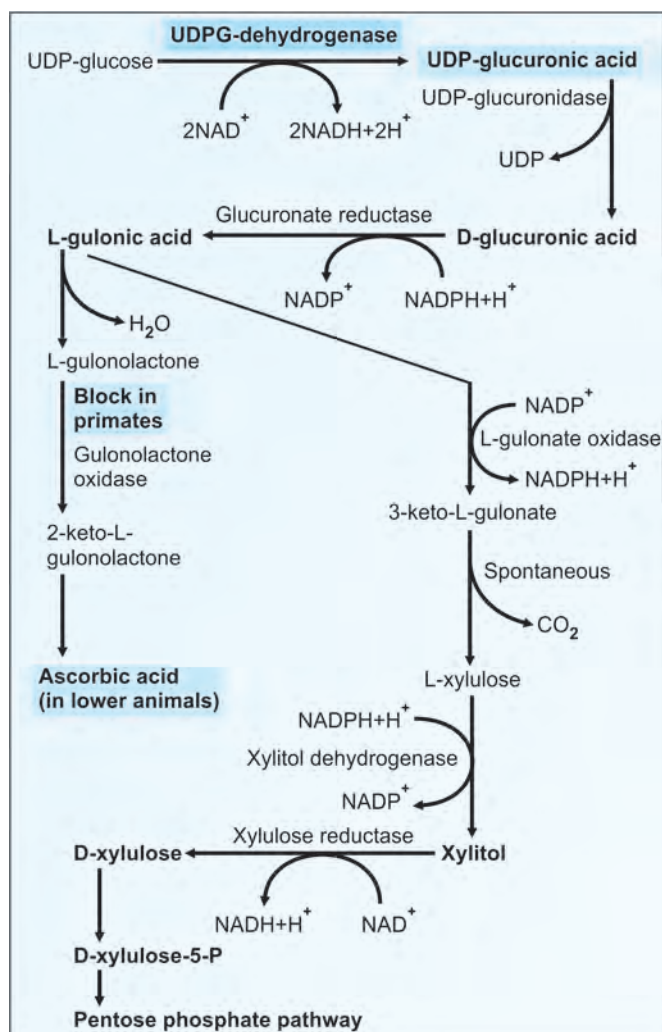 UDPG-dehydrogenase
UDP-glucose
UDP-glucuronic acid
UDP-glucuronidase
2NAD+
2NADH+2H+
UDP
Glucuronate reductase
L-gulonic acid
D-glucuronic acid
NADP+
NADPH+H+
H2O
L-gulonolactone
Block in
primates
Gulonolactone
oxidase
2-keto-L-
gulonolactone
Ascorbic acid
(in lower animals)
NADP+
L-gulonate oxidase
NADPH+H+
3-keto-L-gulonate
Spontaneous
CO2
L-xylulose
NADPH+H+
Xylitol dehydrogenase
NADP+
Xylulose reductase
D-xylulose
Xylitol
NADH+H+
NAD+
D-xylulose-5-P
Pentose phosphate pathway